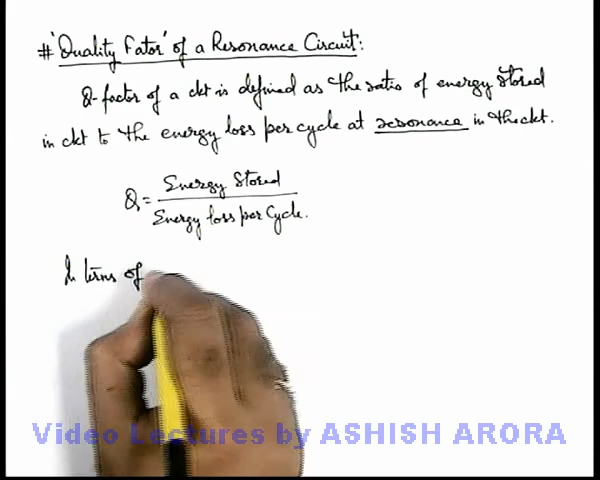 # 'Quality Fator' of a Resonance Circuit:
Q-factor of a ckt is defined as the ratio of energy stored
in ckt to the energy loss per cycle at resonance in the ckt.
Q = Energy Stored
Energy loss per Cycle.
In terms of
Video Lectures by ASHISH ARORA